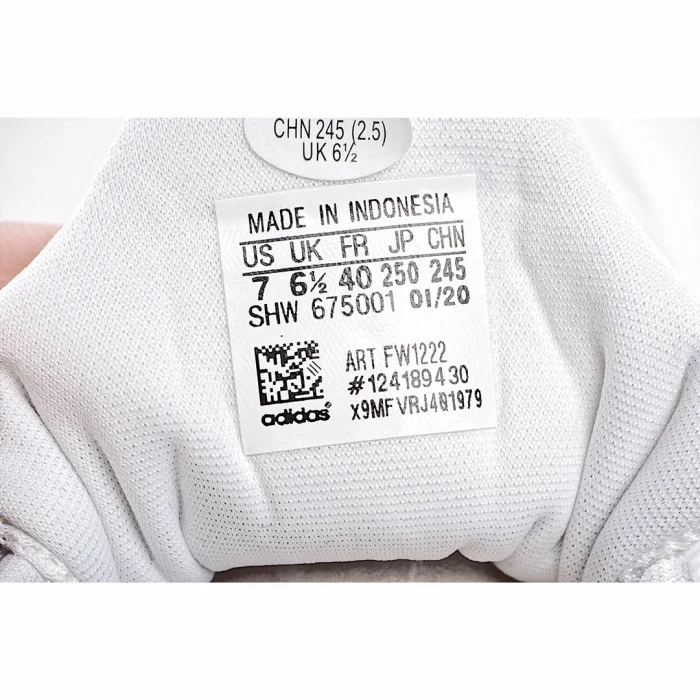 CHN 245 (2.5)
UK 6½
MADE IN INDONESIA
US UK FR JP CHN
7 6½ 40 250 245
SHW 675001 01/20
ART FW1222
#124189430
X9MFVRJ401979
adidas®